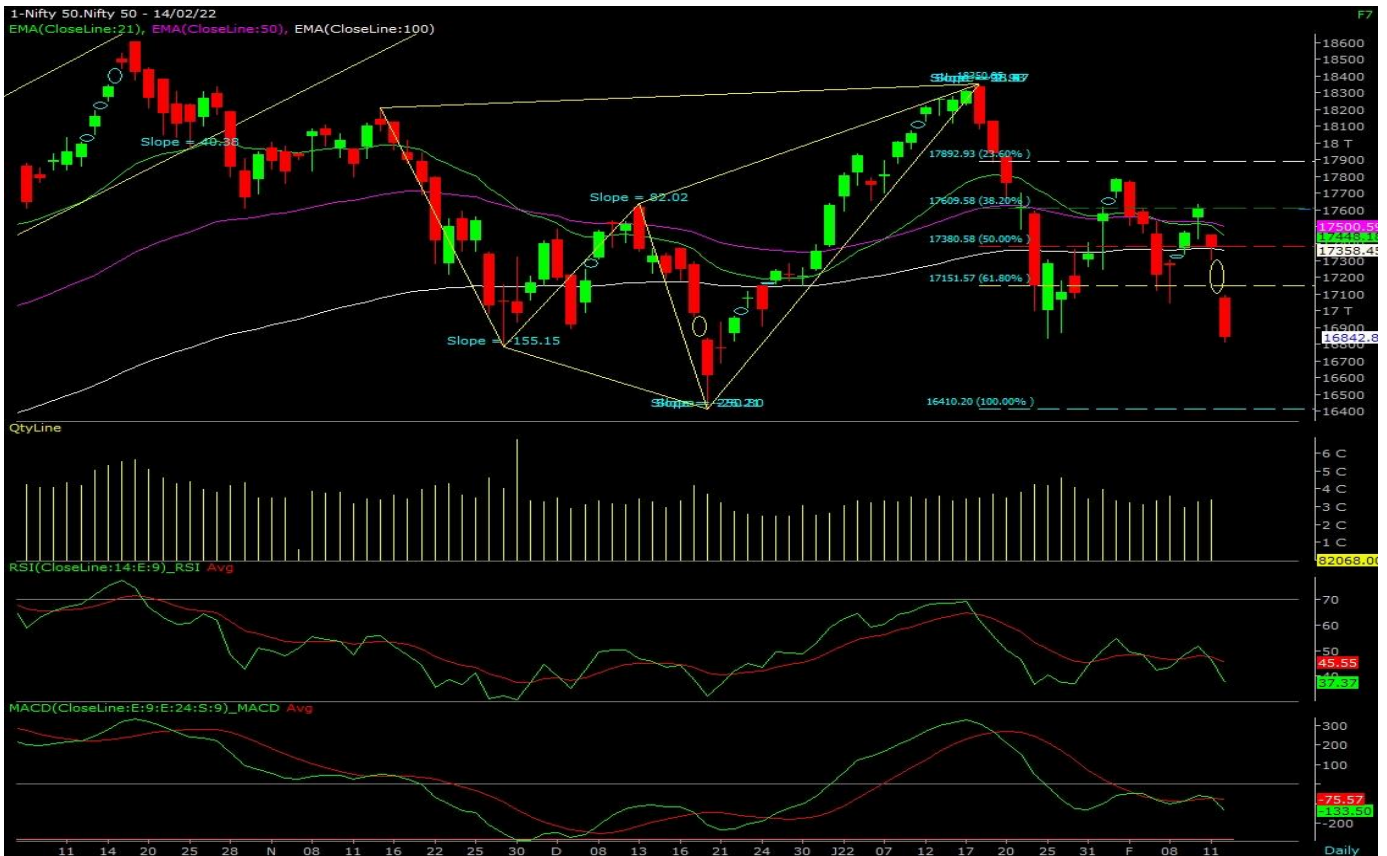 1-Nifty 50.Nifty 50 - 14/02/22
F7
EMA(CloseLine:21), EMA(CloseLine:50), EMA(CloseLine:100)
18600
18500
18400
18300
18200
18100
18 T
17900
17800
17700
17600
17500.59
17448.10
17358.45
17300
17200
17100
17 T
16900
16842.8
16700
16600
16500
16400
Slope = 40.38
Slope = 82.02
Slope = -155.15
17892.93 (23.60% )
17609.58 (38.20% )
17380.58 (50.00% )
17151.57 (61.80% )
16410.20 (100.00% )
QtyLine
6 C
5 C
4 C
3 C
2 C
1 C
82068.00
RSI(CloseLine:14:E:9)_RSI Avg
70
60
50
45.55
37.37
MACD(CloseLine:E:9:E:24:S:9)_MACD Avg
300
200
100
-75.57
-133.50
-200
11 14 20 25 28 N 08 11 16 22 25 30 D 08 13 16 21 24 30 J22 07 12 17 20 25 31 F 08 11
Daily